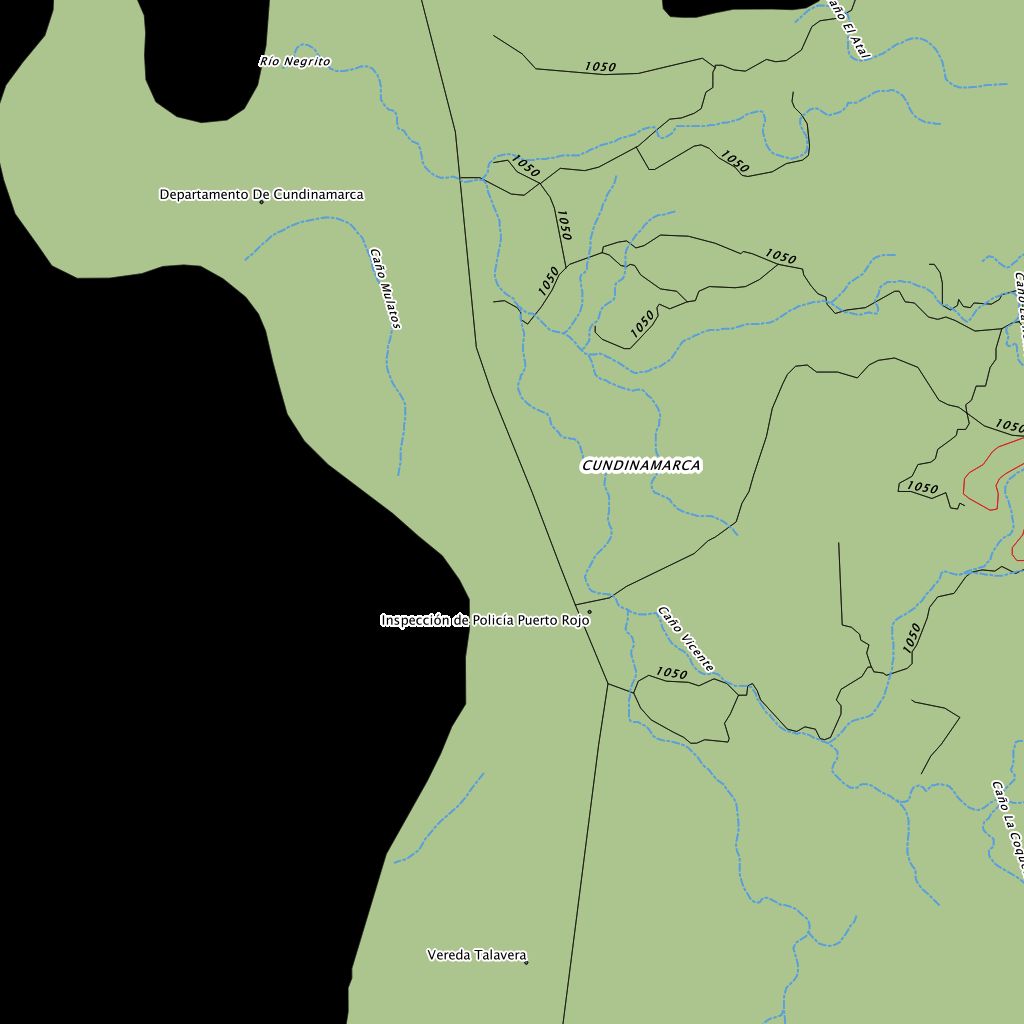 Caño El Atal
Río Negrito
1050
1050
1050
Departamento De Cundinamarca
1050
Caño Mulatos
1050
1050
1050
1050
CUNDINAMARCA
1050
Inspección de Policía Puerto Rojo
Caño Vicente
1050
1050
Caño La
Vereda Talavera